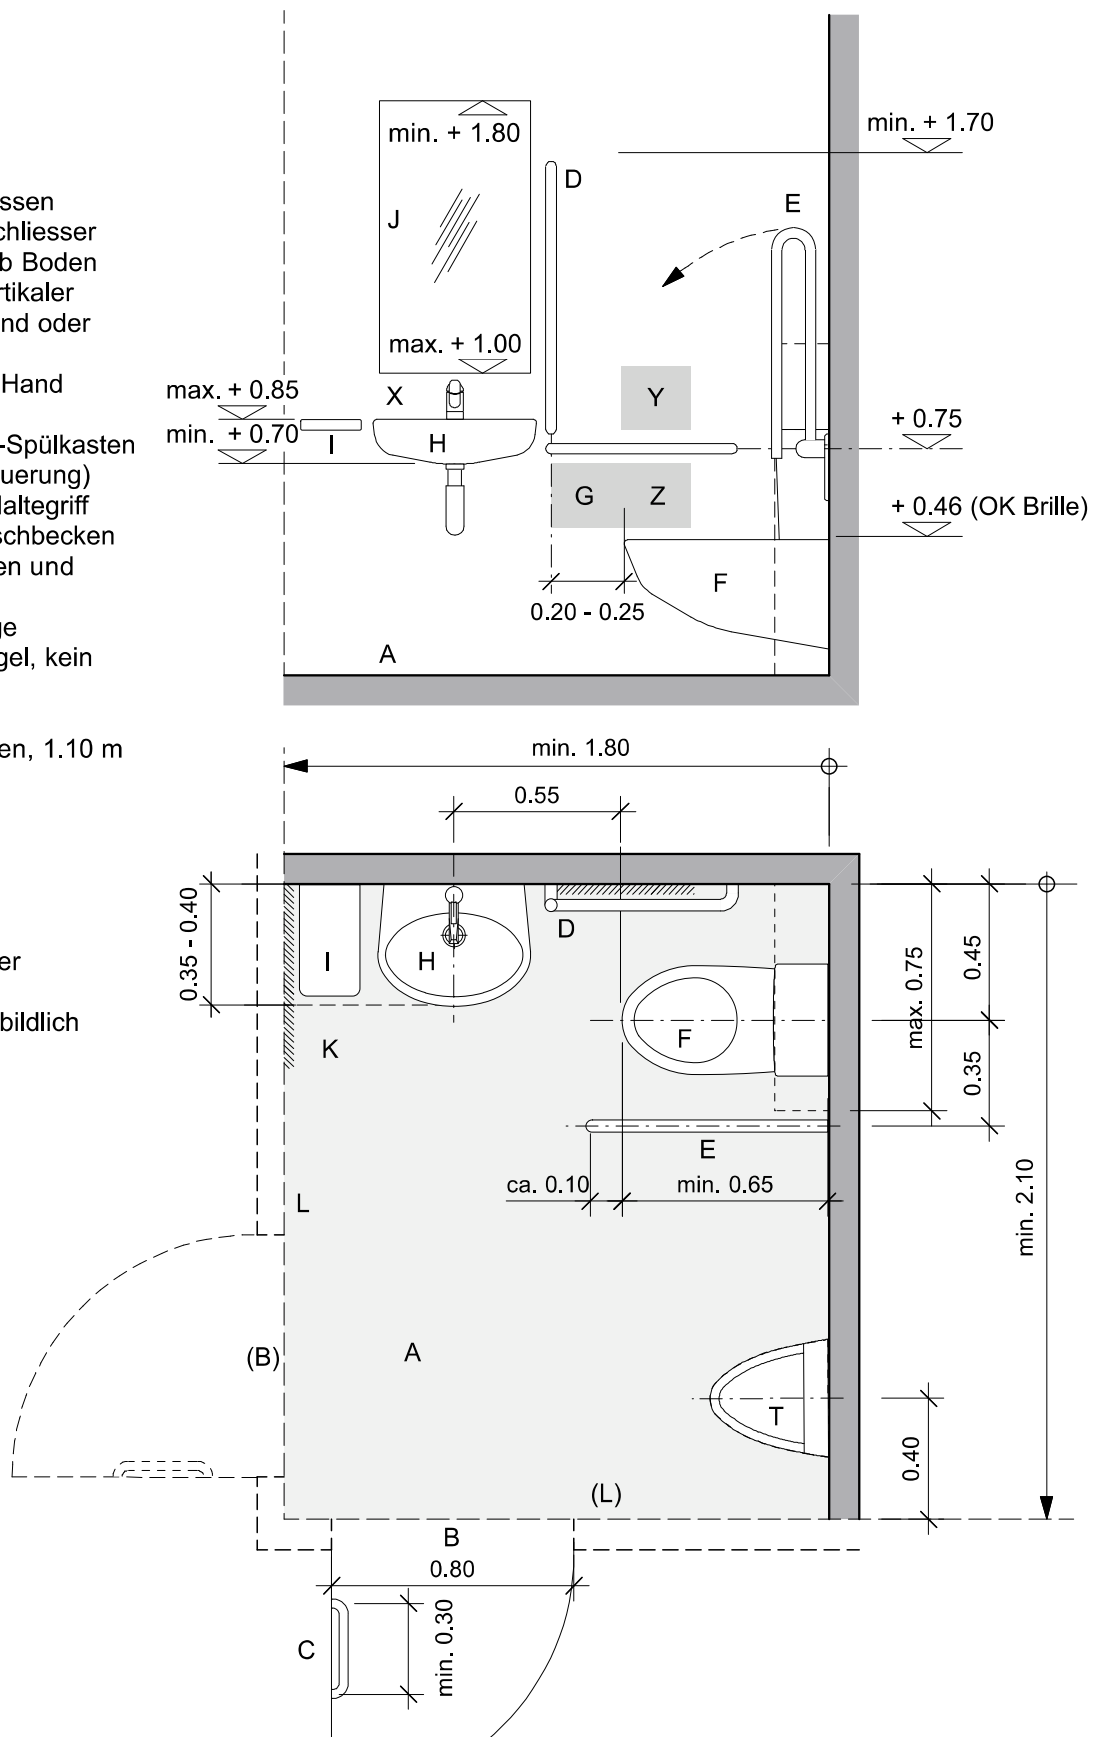 ssen
chliesser
b Boden
rtikaler
nd oder
Hand
-Spülkasten
uerung)
Haltegriff
schbecken
en und
ge
gel, kein
en, 1.10 m
er
bildlich
min. + 1.80
J
max. + 1.00
D
min. + 1.70
E
X
max. + 0.85
min. + 0.70
I
H
Y
+ 0.75
G
Z
+ 0.46 (OK Brille)
F
0.20 - 0.25
A
min. 1.80
0.55
0.35 - 0.40
I
H
D
K
F
max. 0.75
0.45
0.35
E
ca. 0.10
min. 0.65
L
min. 2.10
(B)
A
T
0.40
(L)
B
0.80
C
min. 0.30